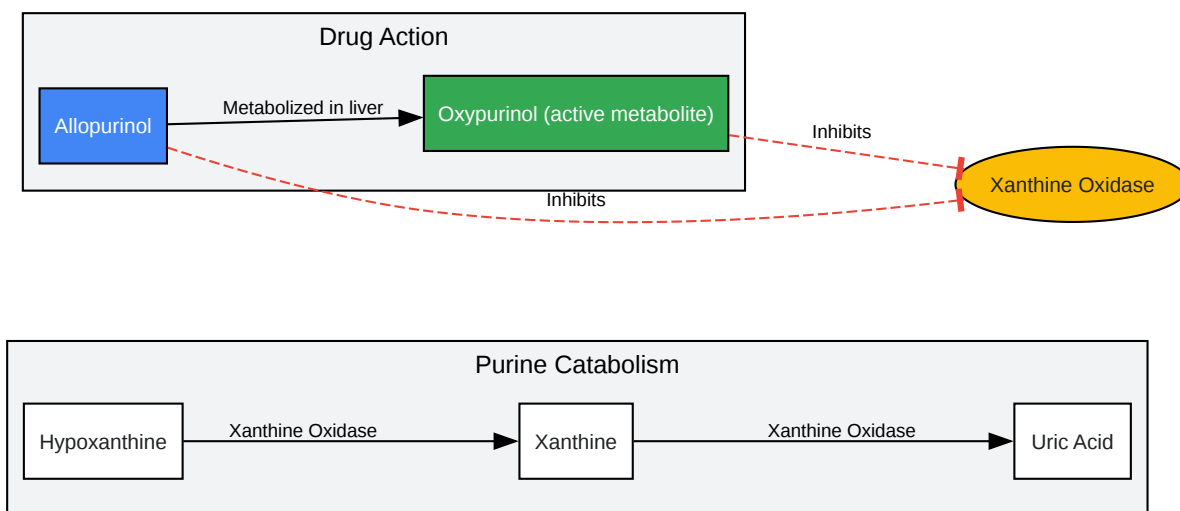 Drug Action
Allopurinol
Metabolized in liver
Oxypurinol (active metabolite)
Inhibits
Xanthine Oxidase
Inhibits
Purine Catabolism
Hypoxanthine
Xanthine Oxidase
Xanthine
Xanthine Oxidase
Uric Acid